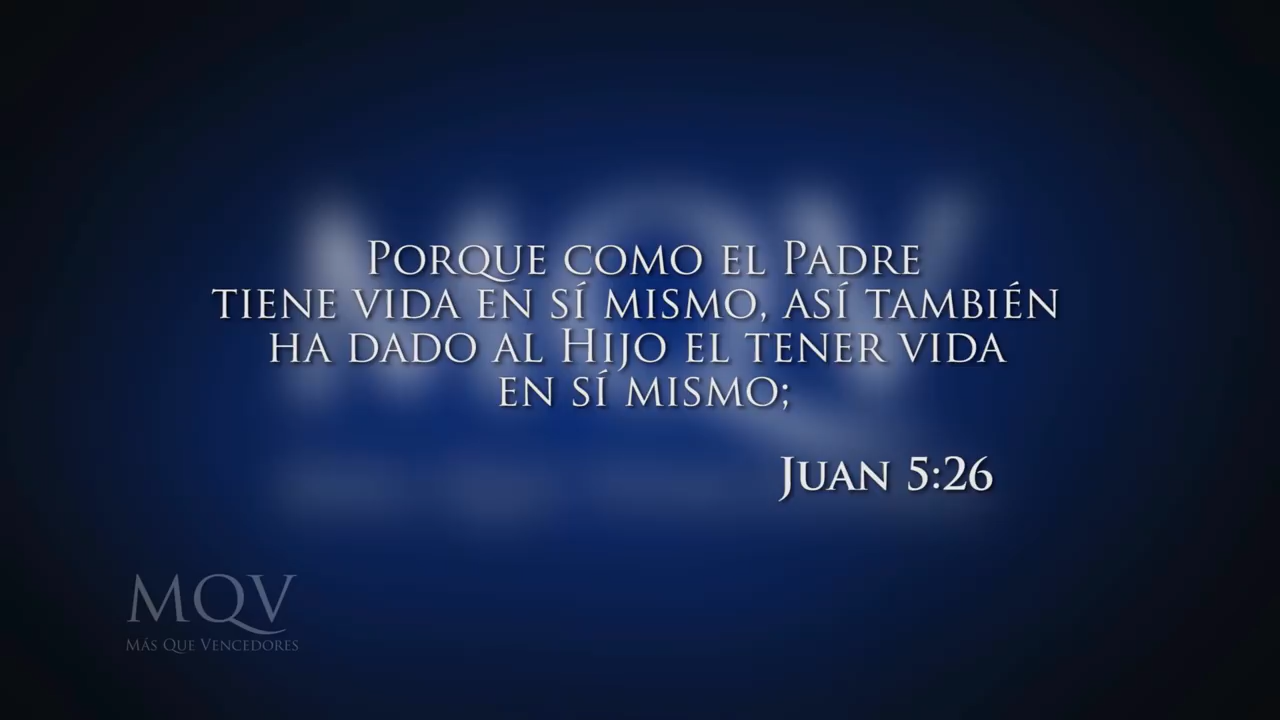 Porque como el Padre
tiene vida en sí mismo, así también
ha dado al Hijo el tener vida
en sí mismo;
Juan 5:26
MQV
Más Que Vencedores